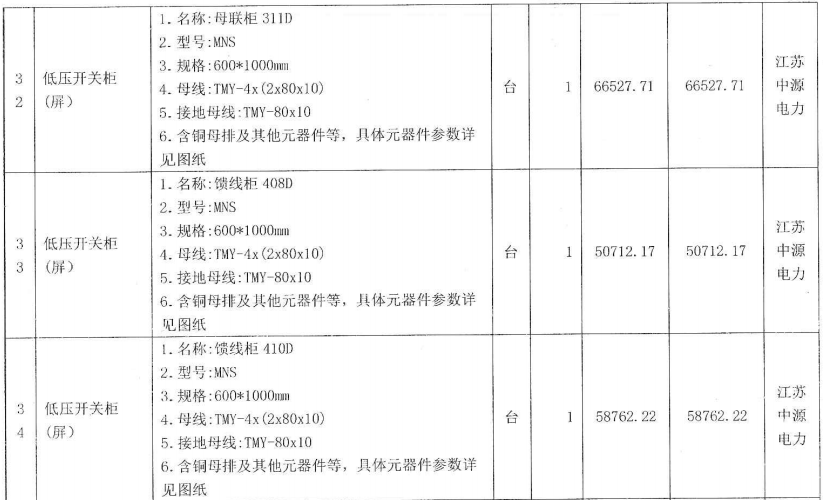 32
低压开关柜(屏)
1. 名称:母联柜 311D
2. 型号:MNS
3. 规格:600*1000mm
4. 母线:TMY-4x(2x80x10)
5. 接地母线:TMY-80x10
6. 含铜母排及其他元器件等，具体元器件参数详
见图纸
台
1
66527.71
66527.71
江苏
中源
电力
33
低压开关柜(屏)
1. 名称:馈线柜 408D
2. 型号:MNS
3. 规格:600*1000mm
4. 母线:TMY-4x(2x80x10)
5. 接地母线:TMY-80x10
6. 含铜母排及其他元器件等，具体元器件参数详
见图纸
台
1
50712.17
50712.17
江苏
中源
电力
34
低压开关柜(屏)
1. 名称:馈线柜 410D
2. 型号:MNS
3. 规格:600*1000mm
4. 母线:TMY-4x(2x80x10)
5. 接地母线:TMY-80x10
6. 含铜母排及其他元器件等，具体元器件参数详
见图纸
台
1
58762.22
58762.22
江苏
中源
电力